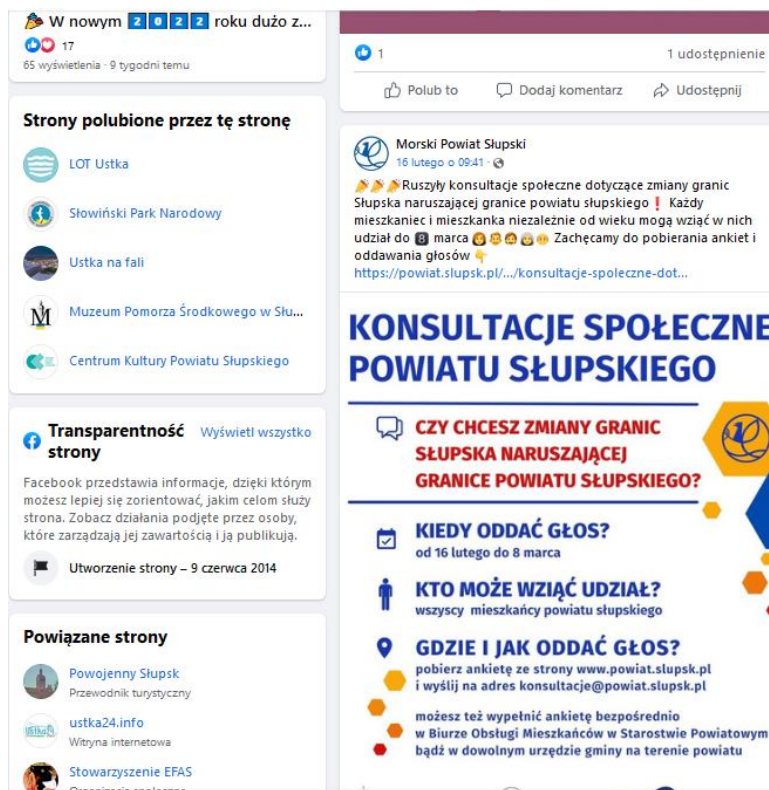 W nowym 2 0 2 2 roku dużo z...
17
65 wyświetlenia · 9 tygodni temu
Strony polubione przez tę stronę
LOT Ustka
Słowiński Park Narodowy
Ustka na fali
Muzeum Pomorza Środkowego w Słu...
Centrum Kultury Powiatu Słupskiego
Transparentność strony
Wyświetl wszystko
Facebook przedstawia informacje, dzięki którym
możesz lepiej się zorientować, jakim celom służy
strona. Zobacz działania podjęte przez osoby,
które zarządzają jej zawartością i ją publikują.
Utworzenie strony – 9 czerwca 2014
Powiązane strony
Powojenny Słupsk
Przewodnik turystyczny
ustka24.info
Witryna internetowa
Stowarzyszenie EFAS
1
1 udostępnienie
Polub to
Dodaj komentarz
Udostępnij
Morski Powiat Słupski
16 lutego o 09:41 ·
🎉🎉🎉Ruszyły konsultacje społeczne dotyczące zmiany granic
Słupska naruszającej granice powiatu słupskiego ❗ Każdy
mieszkaniec i mieszkanka niezależnie od wieku mogą wziąć w nich
udział do 8 marca Zachęcamy do pobierania ankiet i
oddawania głosów 👇
https://powiat.slupsk.pl/.../konsultacje-spoleczne-dot...
KONSULTACJE SPOŁECZNE
POWIATU SŁUPSKIEGO
CZY CHCESZ ZMIANY GRANIC
SŁUPSKA NARUSZAJĄCEJ
GRANICE POWIATU SŁUPSKIEGO?
KIEDY ODDAĆ GŁOS?
od 16 lutego do 8 marca
KTO MOŻE WZIĄĆ UDZIAŁ?
wszyscy mieszkańcy powiatu słupskiego
GDZIE I JAK ODDAĆ GŁOS?
pobierz ankietę ze strony www.powiat.slupsk.pl
i wyślij na adres konsultacje@powiat.slupsk.pl
możesz też wypełnić ankietę bezpośrednio
w Biurze Obsługi Mieszkańców w Starostwie Powiatowym
bądź w dowolnym urzędzie gminy na terenie powiatu